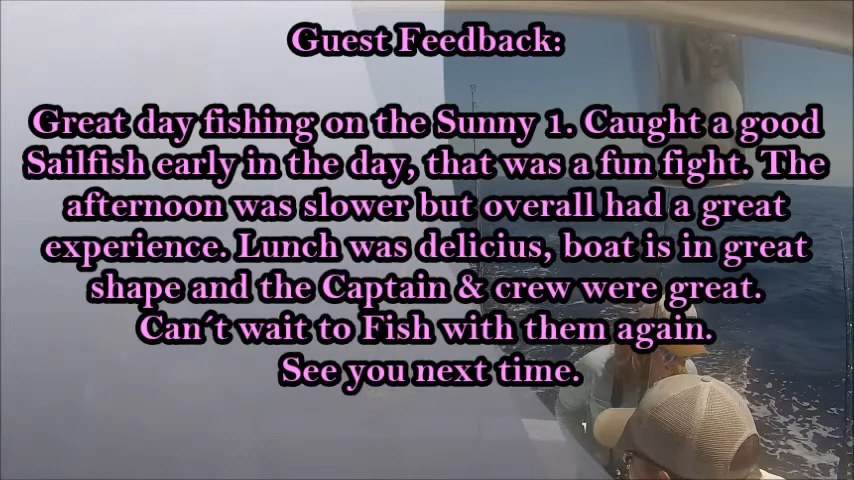 Guest Feedback:
Great day fishing on the Sunny 1. Caught a good
Sailfish early in the day, that was a fun fight. The
afternoon was slower but overall had a great
experience. Lunch was delicius, boat is in great
shape and the Captain & crew were great.
Can´t wait to Fish with them again.
See you next time.